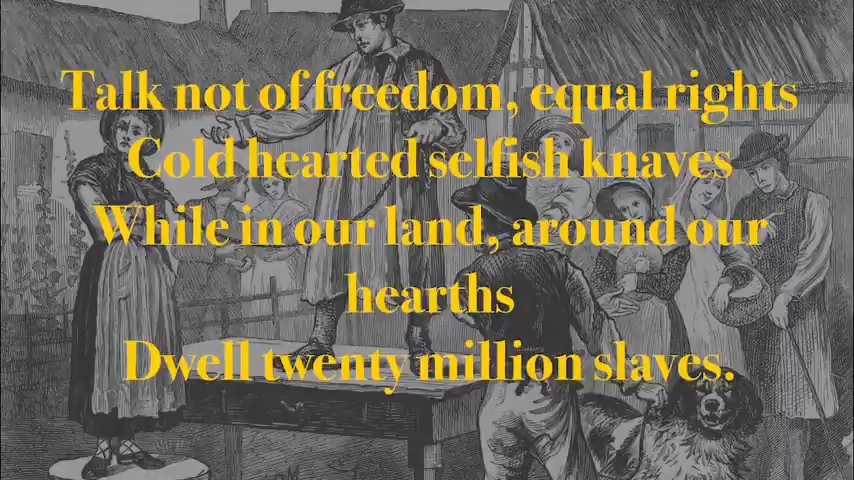 Talk not of freedom, equal rights
Cold hearted selfish knaves
While in our land, around our
hearths
Dwell twenty million slaves.